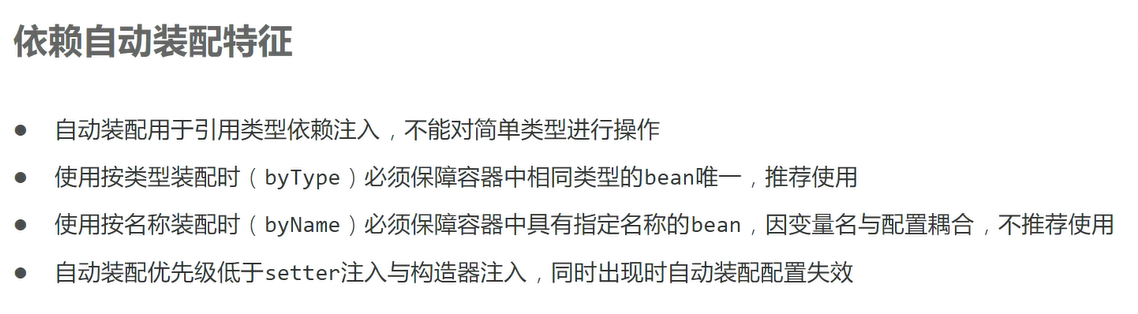 依赖自动装配特征
● 自动装配用于引用类型依赖注入，不能对简单类型进行操作
● 使用按类型装配时（byType）必须保障容器中相同类型的bean唯一，推荐使用
● 使用按名称装配时（byName）必须保障容器中具有指定名称的bean，因变量名与配置耦合，不推荐使用
● 自动装配优先级低于setter注入与构造器注入，同时出现时自动装配配置失效